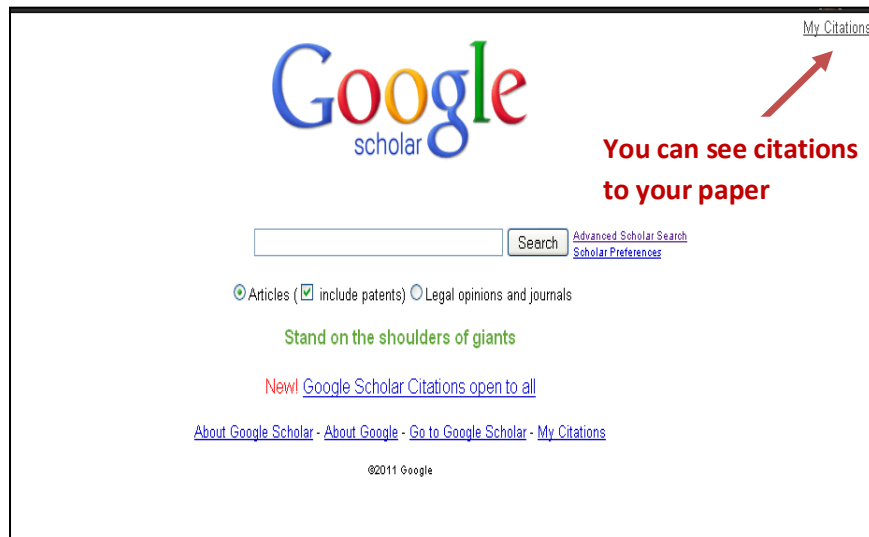 My Citations
Google
scholar
You can see citations
to your paper
Search
Advanced Scholar Search
Scholar Preferences
Articles ( include patents) Legal opinions and journals
Stand on the shoulders of giants
New! Google Scholar Citations open to all
About Google Scholar - About Google - Go to Google Scholar - My Citations
©2011 Google